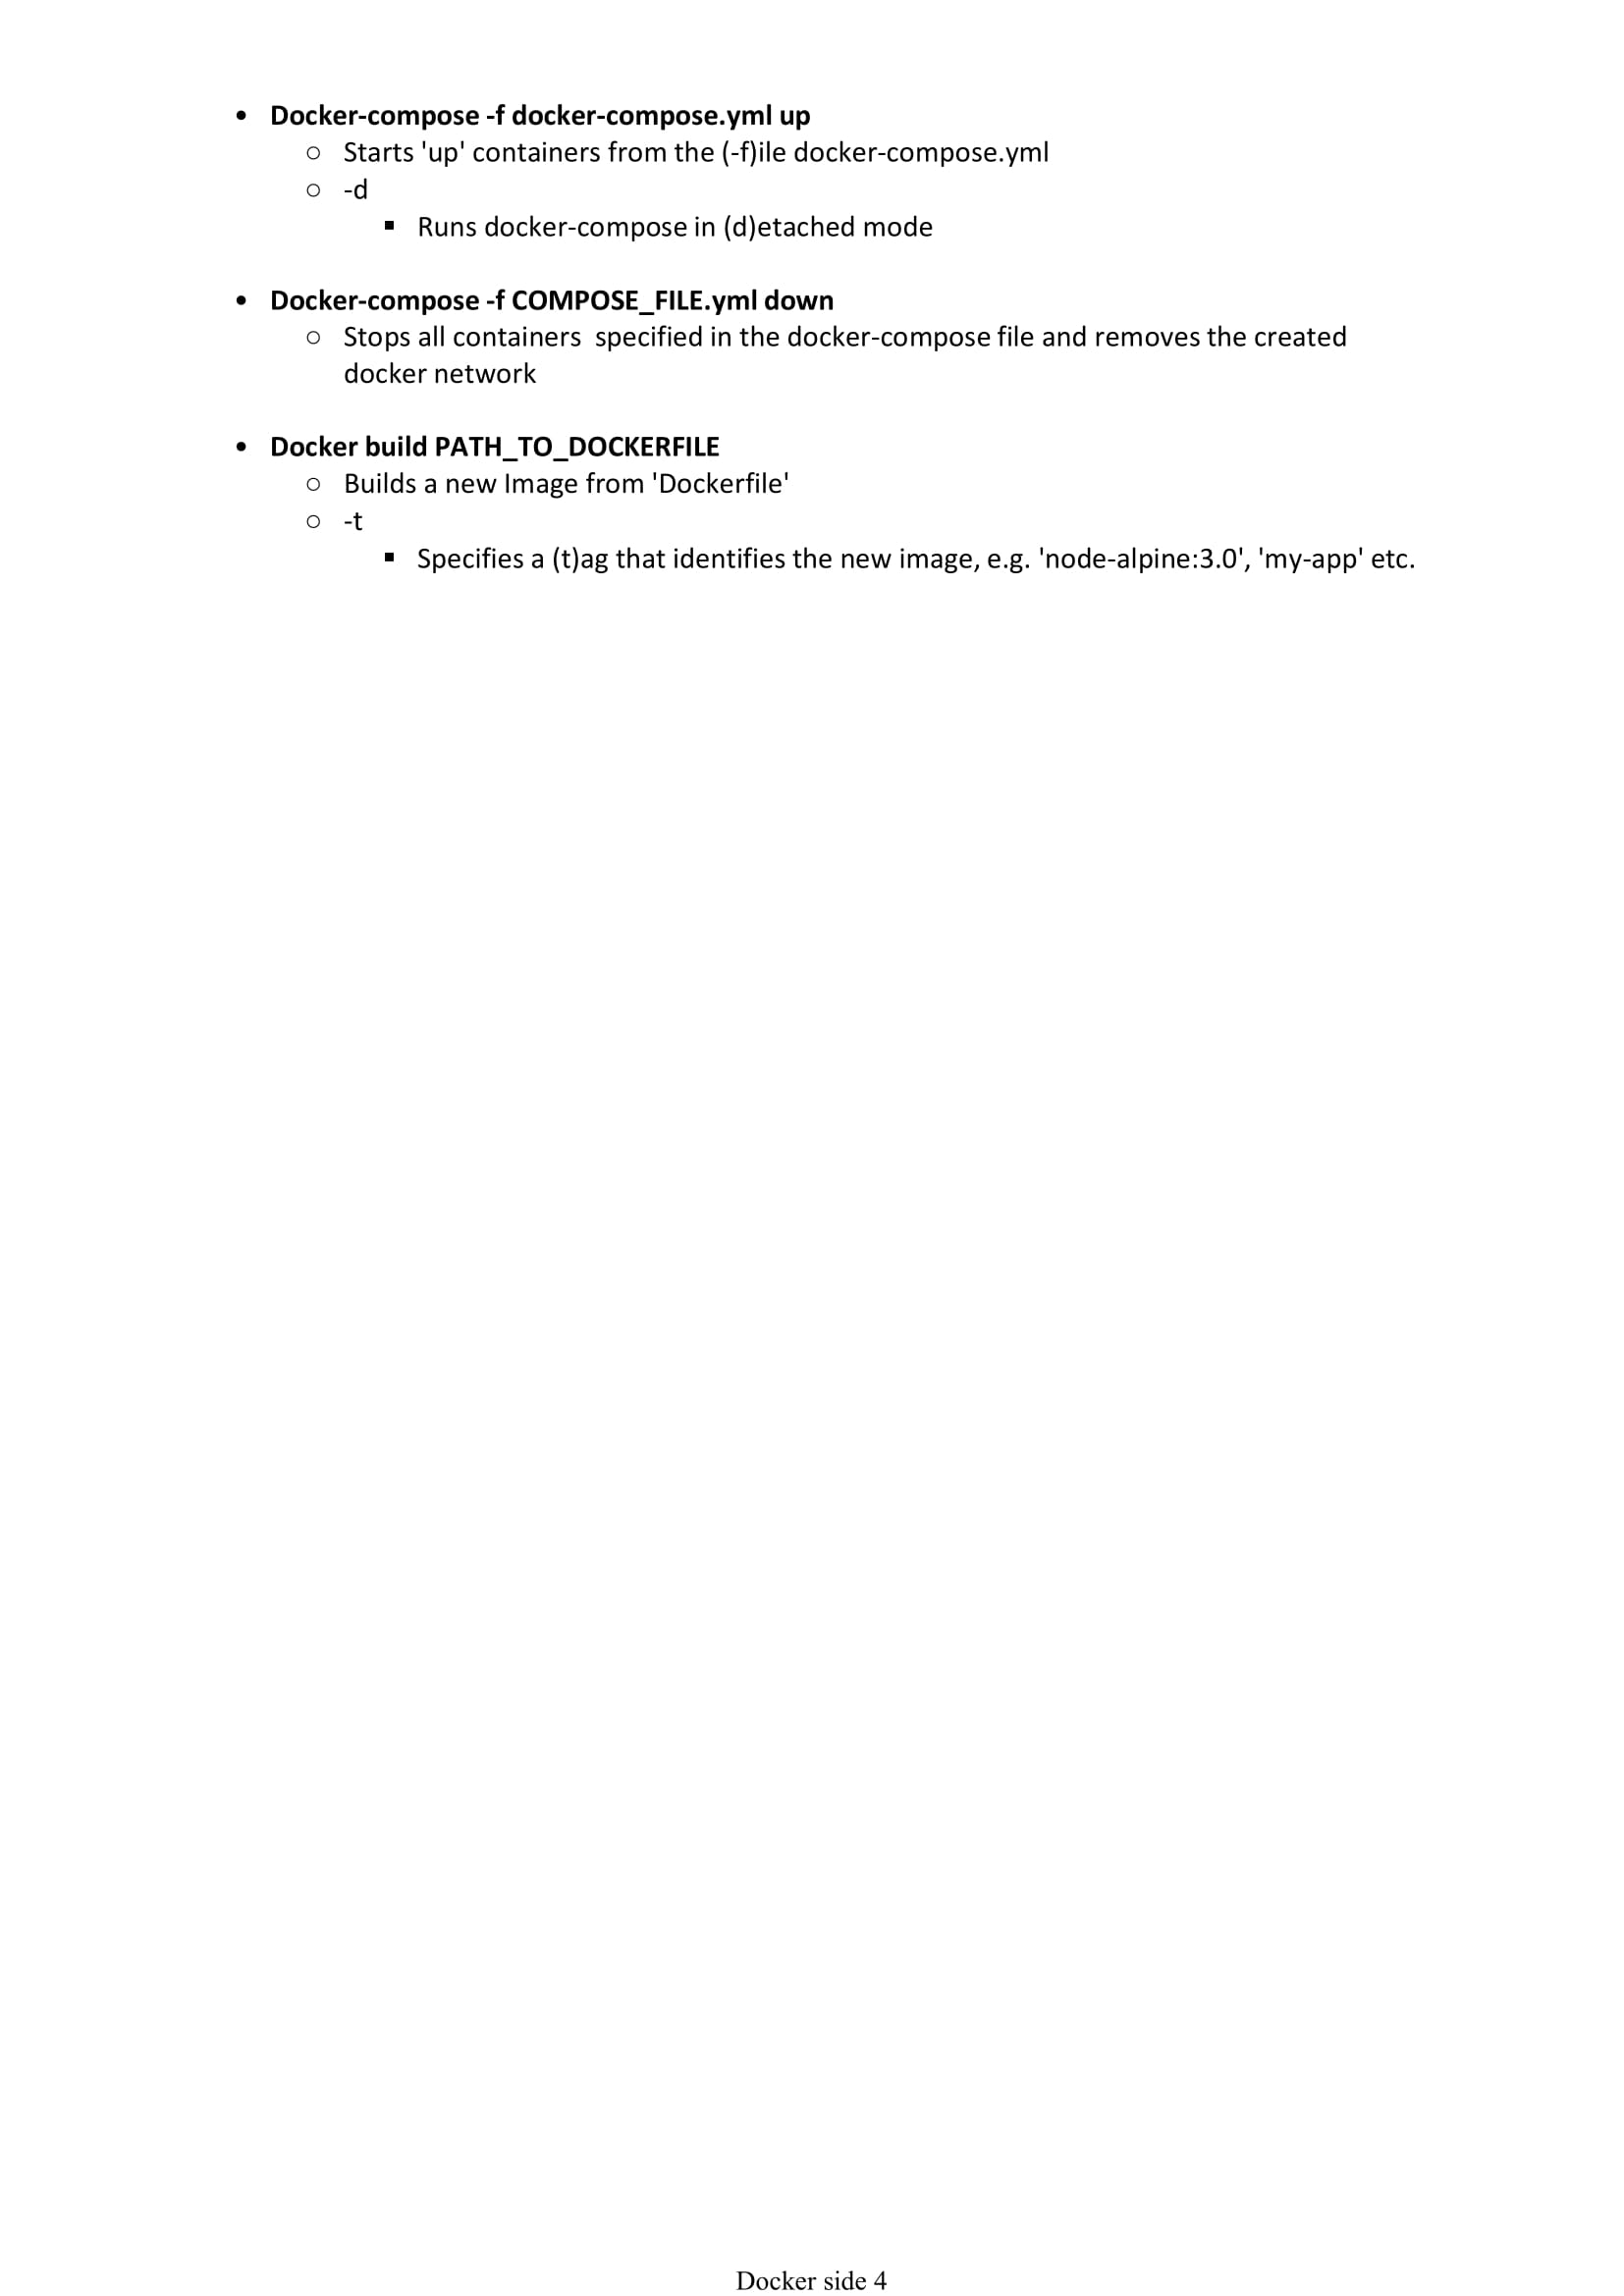 • Docker-compose -f docker-compose.yml up
○ Starts 'up' containers from the (-f)ile docker-compose.yml
○ -d
▪ Runs docker-compose in (d)etached mode
• Docker-compose -f COMPOSE_FILE.yml down
○ Stops all containers  specified in the docker-compose file and removes the created
docker network
• Docker build PATH_TO_DOCKERFILE
○ Builds a new Image from 'Dockerfile'
○ -t
▪ Specifies a (t)ag that identifies the new image, e.g. 'node-alpine:3.0', 'my-app' etc.
Docker side 4